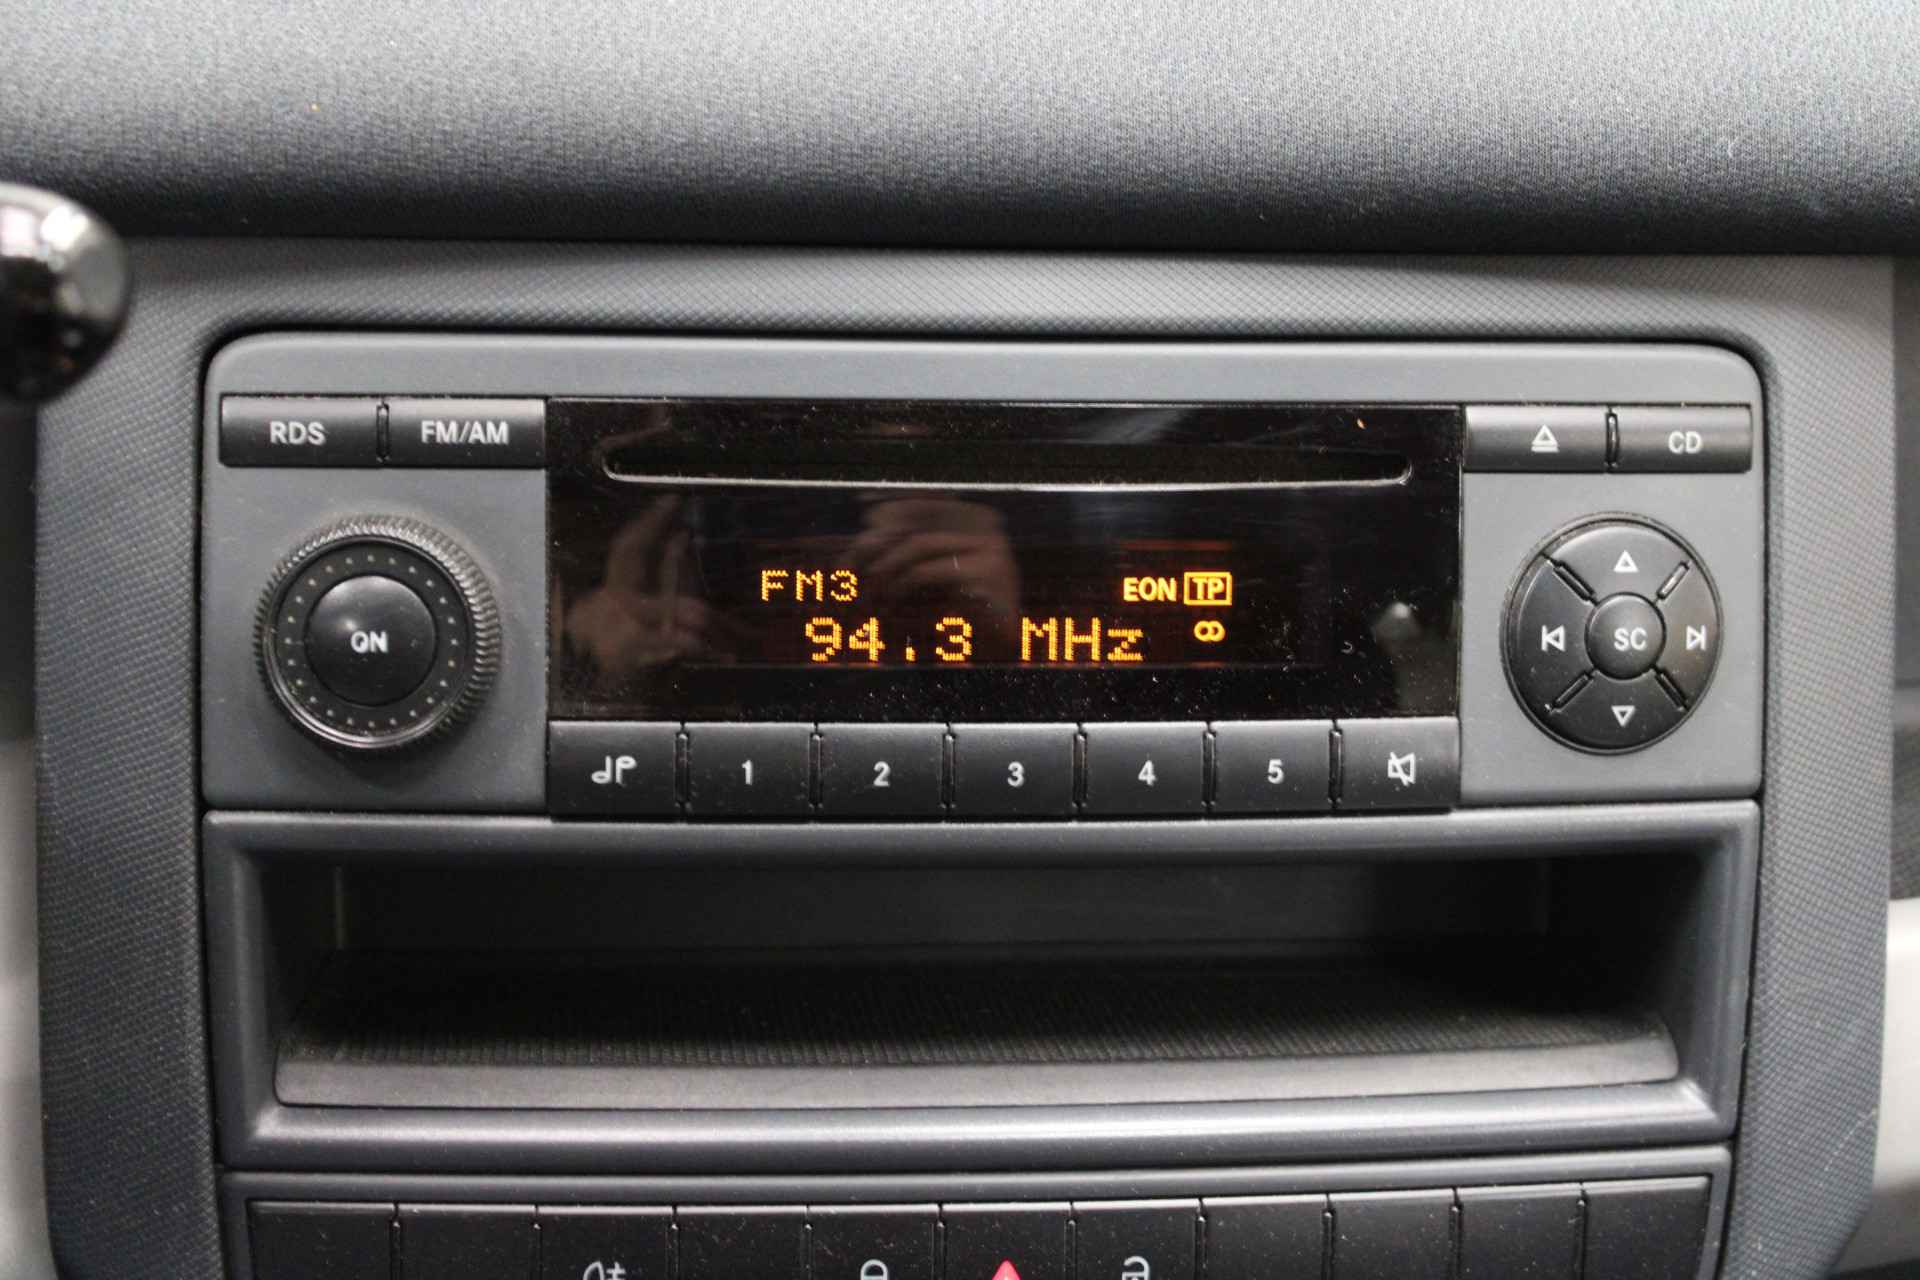 RDS FM/AM CD
FM3 EON TP
94.3 MHz
ON SC
1 2 3 4 5